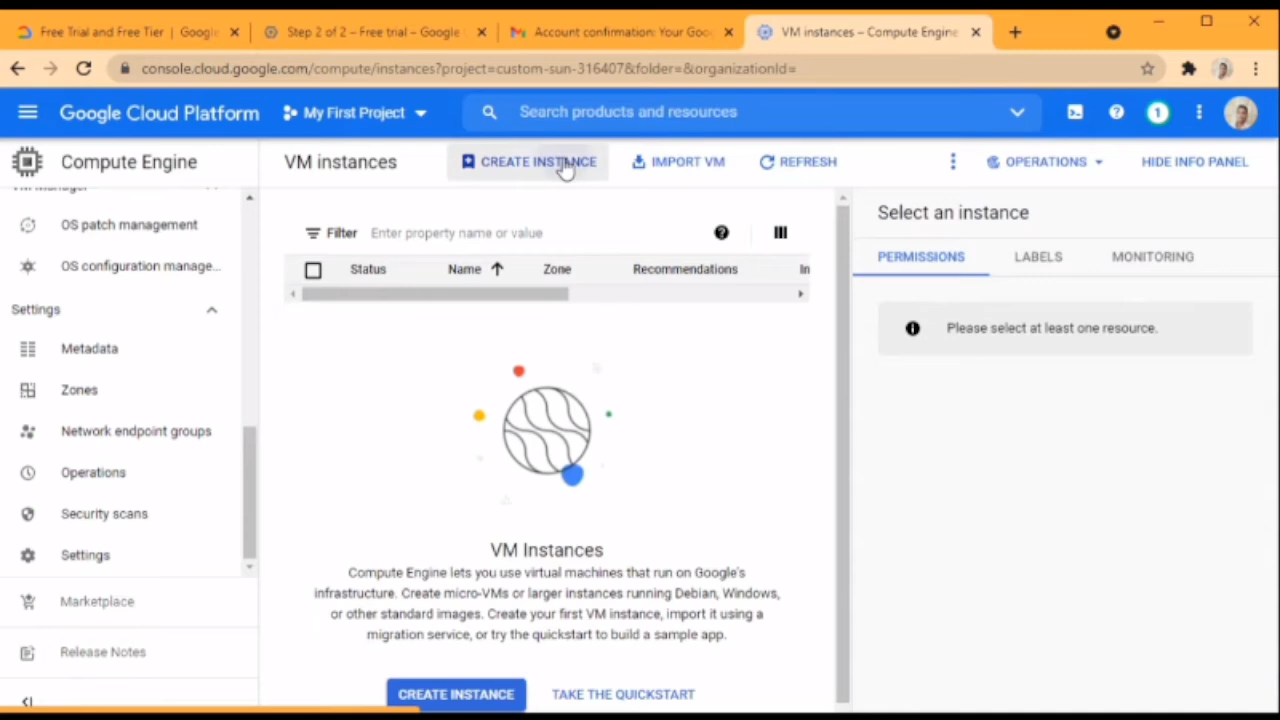 Free Trial and Free Tier | Google
Step 2 of 2 – Free trial – Google
Account confirmation: Your Goo
VM instances – Compute Engine
console.cloud.google.com/compute/instances?project=custom-sun-316407&folder=&organizationId=
Google Cloud Platform
My First Project
Search products and resources
1
Compute Engine
VM instances
CREATE INSTANCE
IMPORT VM
REFRESH
OPERATIONS
HIDE INFO PANEL
OS patch management
OS configuration manage...
Settings
Metadata
Zones
Network endpoint groups
Operations
Security scans
Settings
Marketplace
Release Notes
Filter Enter property name or value
Status Name Zone Recommendations In
VM Instances
Compute Engine lets you use virtual machines that run on Google's
infrastructure. Create micro-VMs or larger instances running Debian, Windows,
or other standard images. Create your first VM instance, import it using a
migration service, or try the quickstart to build a sample app.
CREATE INSTANCE
TAKE THE QUICKSTART
Select an instance
PERMISSIONS
LABELS
MONITORING
Please select at least one resource.